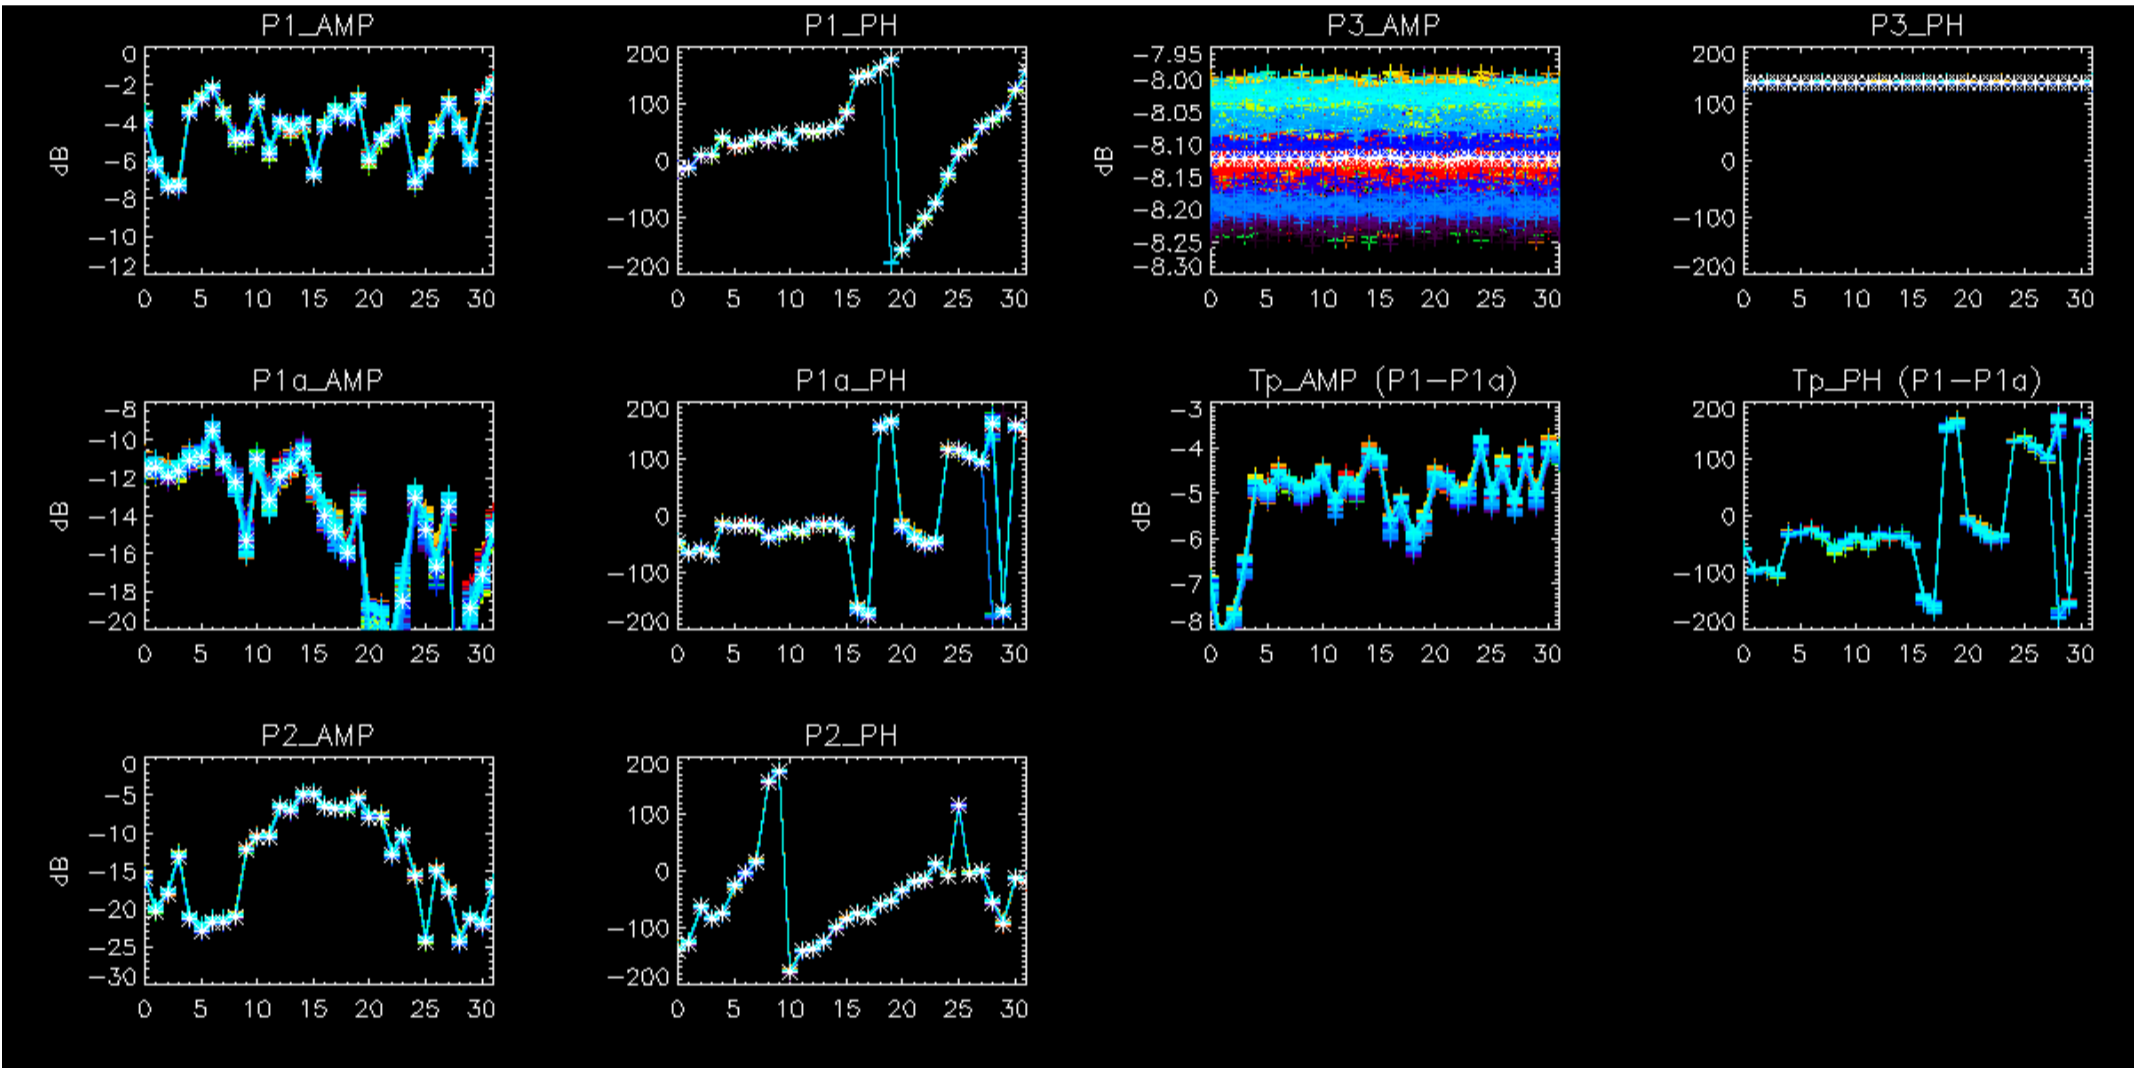 P1_AMP P1_PH P3_AMP P3_PH
dB 0 −2 −4 −6 −8 −10 −12
200 100 0 −100 −200
dB −7.95 −8.00 −8.05 −8.10 −8.15 −8.20 −8.25 −8.30
200 100 0 −100 −200
0 5 10 15 20 25 30
0 5 10 15 20 25 30
0 5 10 15 20 25 30
0 5 10 15 20 25 30
P1a_AMP P1a_PH Tp_AMP (P1−P1a) Tp_PH (P1−P1a)
dB −8 −10 −12 −14 −16 −18 −20
200 100 0 −100 −200
dB −3 −4 −5 −6 −7 −8
200 100 0 −100 −200
0 5 10 15 20 25 30
0 5 10 15 20 25 30
0 5 10 15 20 25 30
0 5 10 15 20 25 30
P2_AMP P2_PH
dB 0 −5 −10 −15 −20 −25 −30
200 100 0 −100 −200
0 5 10 15 20 25 30
0 5 10 15 20 25 30